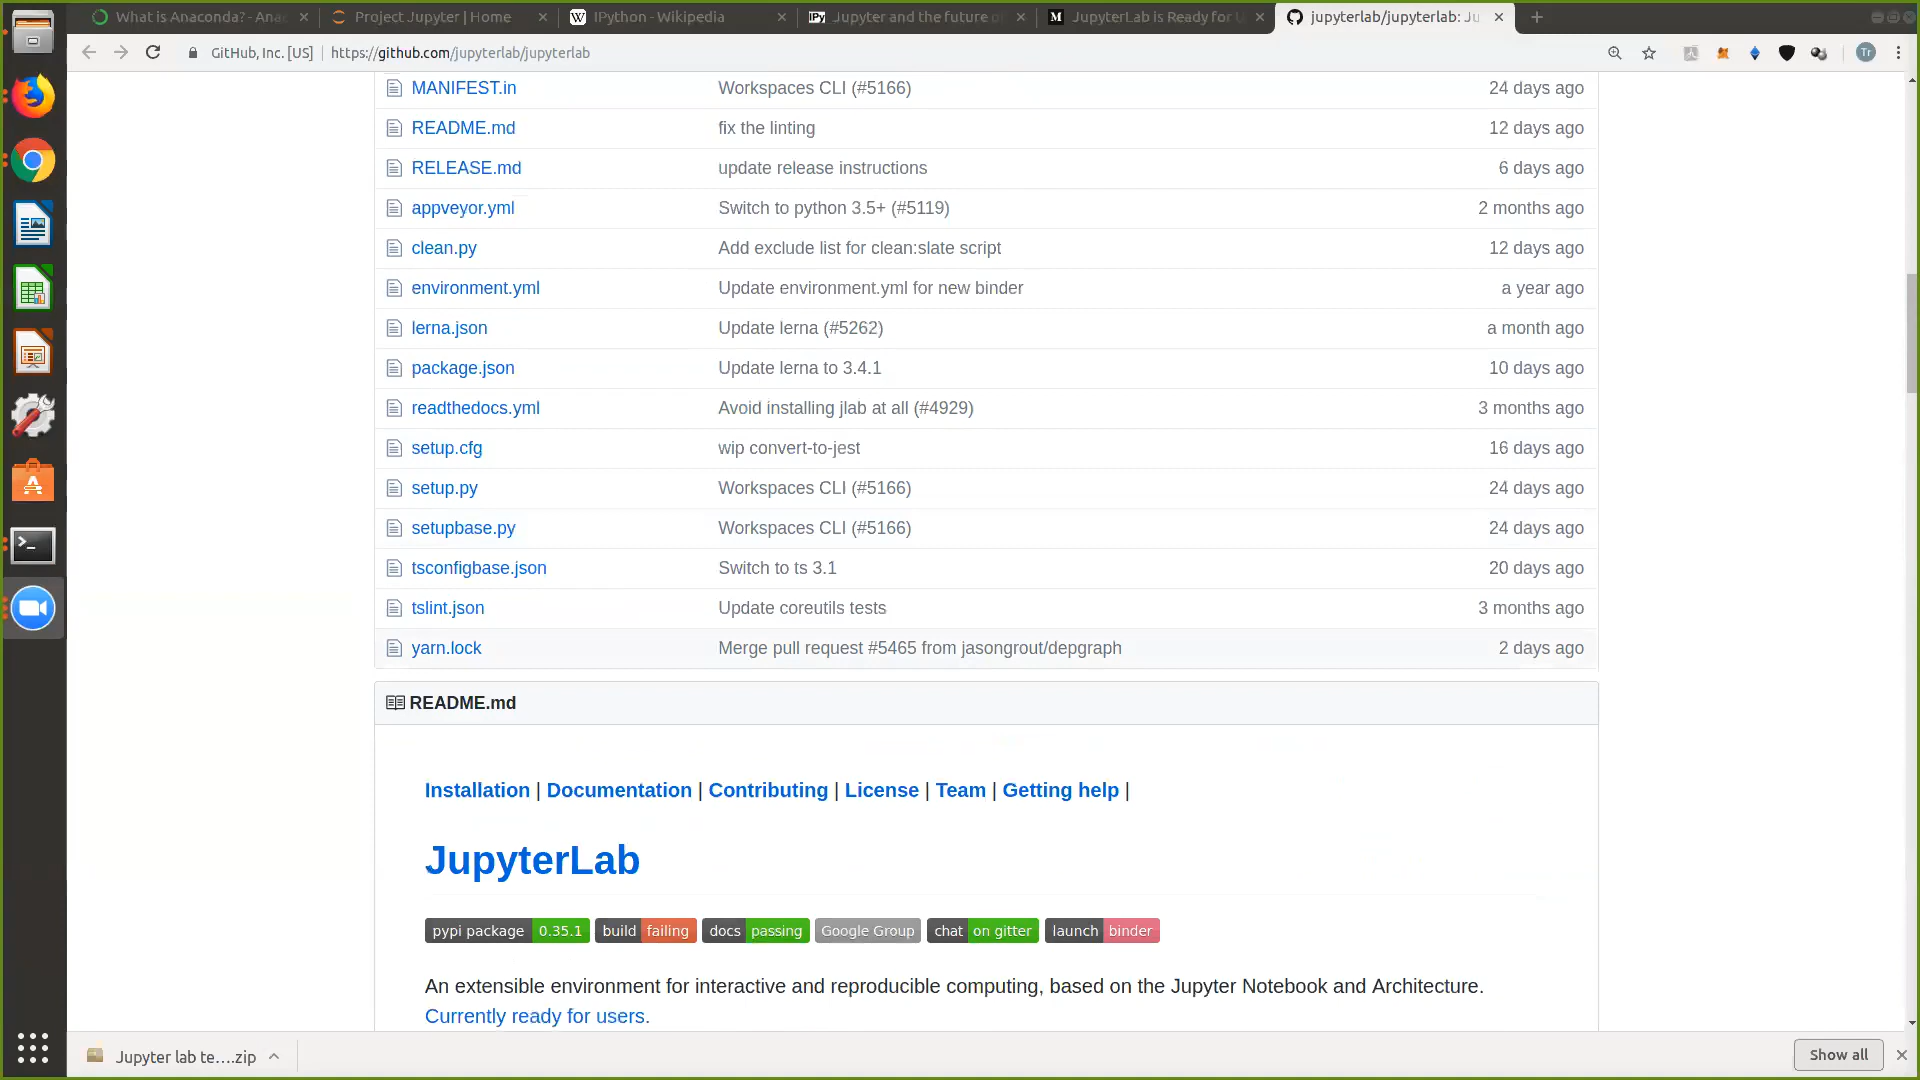 What is Anaconda? - Ana
Project Jupyter | Home
IPython - Wikipedia
Jupyter and the future o
JupyterLab is Ready for U
jupyterlab/jupyterlab: Ju
GitHub, Inc. [US] | https://github.com/jupyterlab/jupyterlab
Tr
MANIFEST.in Workspaces CLI (#5166) 24 days ago
README.md fix the linting 12 days ago
RELEASE.md update release instructions 6 days ago
appveyor.yml Switch to python 3.5+ (#5119) 2 months ago
clean.py Add exclude list for clean:slate script 12 days ago
environment.yml Update environment.yml for new binder a year ago
lerna.json Update lerna (#5262) a month ago
package.json Update lerna to 3.4.1 10 days ago
readthedocs.yml Avoid installing jlab at all (#4929) 3 months ago
setup.cfg wip convert-to-jest 16 days ago
setup.py Workspaces CLI (#5166) 24 days ago
setupbase.py Workspaces CLI (#5166) 24 days ago
tsconfigbase.json Switch to ts 3.1 20 days ago
tslint.json Update coreutils tests 3 months ago
yarn.lock Merge pull request #5465 from jasongrout/depgraph 2 days ago
README.md
Installation | Documentation | Contributing | License | Team | Getting help |
JupyterLab
pypi package 0.35.1 build failing docs passing Google Group chat on gitter launch binder
An extensible environment for interactive and reproducible computing, based on the Jupyter Notebook and Architecture.
Currently ready for users.
Jupyter lab te....zip
Show all